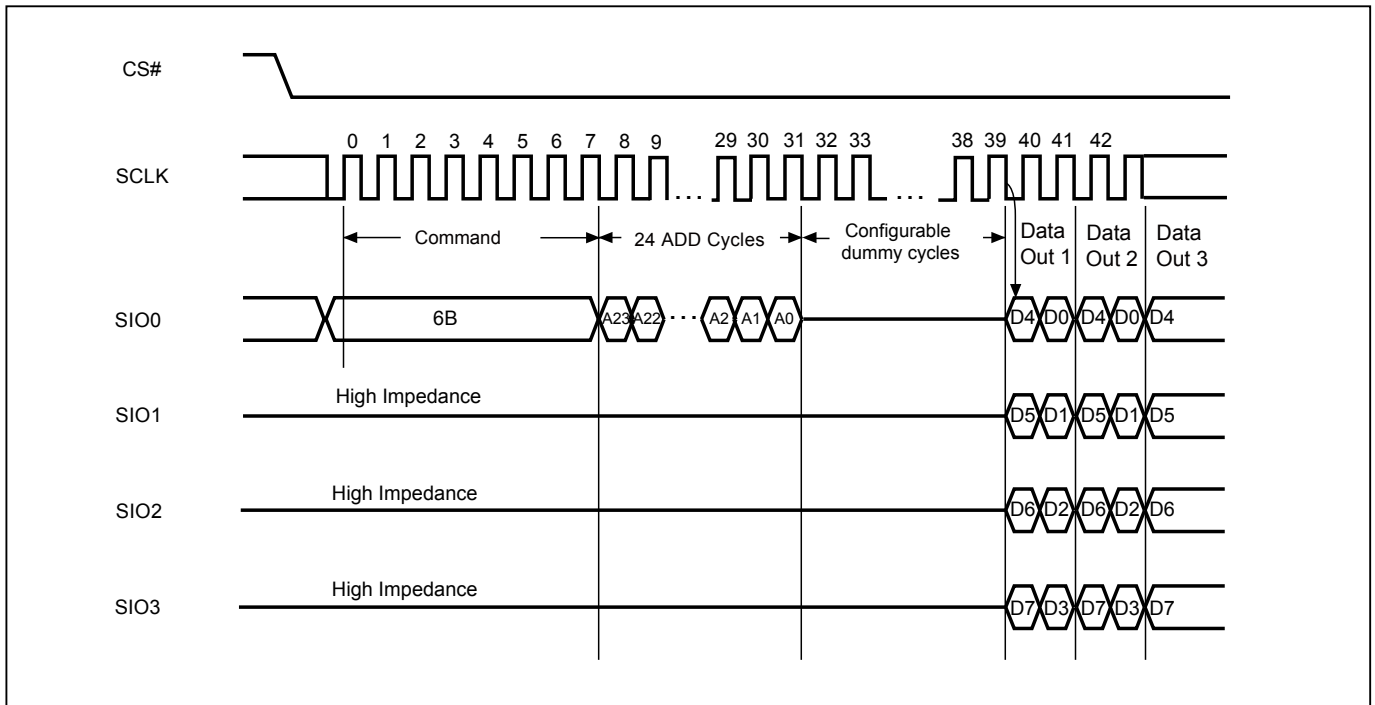 CS#
0 1 2 3 4 5 6 7 8 9 29 30 31 32 33 38 39 40 41 42
SCLK
Command
24 ADD Cycles
Configurable
dummy cycles
Data
Out 1
Data
Out 2
Data
Out 3
SIO0
6B
A23 A22 A2 A1 A0
D4 D0 D4 D0 D4
High Impedance
SIO1
D5 D1 D5 D1 D5
High Impedance
SIO2
D6 D2 D6 D2 D6
High Impedance
SIO3
D7 D3 D7 D3 D7